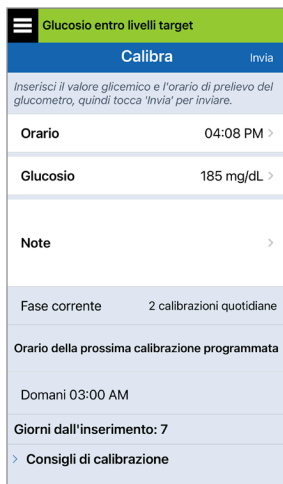 Glucosio entro livelli target
Calibra
Invia
Inserisci il valore glicemico e l'orario di prelievo del
glucometro, quindi tocca 'Invia' per inviare.
Orario 04:08 PM >
Glucosio 185 mg/dL >
Note >
Fase corrente 2 calibrazioni quotidiane
Orario della prossima calibrazione programmata
Domani 03:00 AM
Giorni dall'inserimento: 7
> Consigli di calibrazione